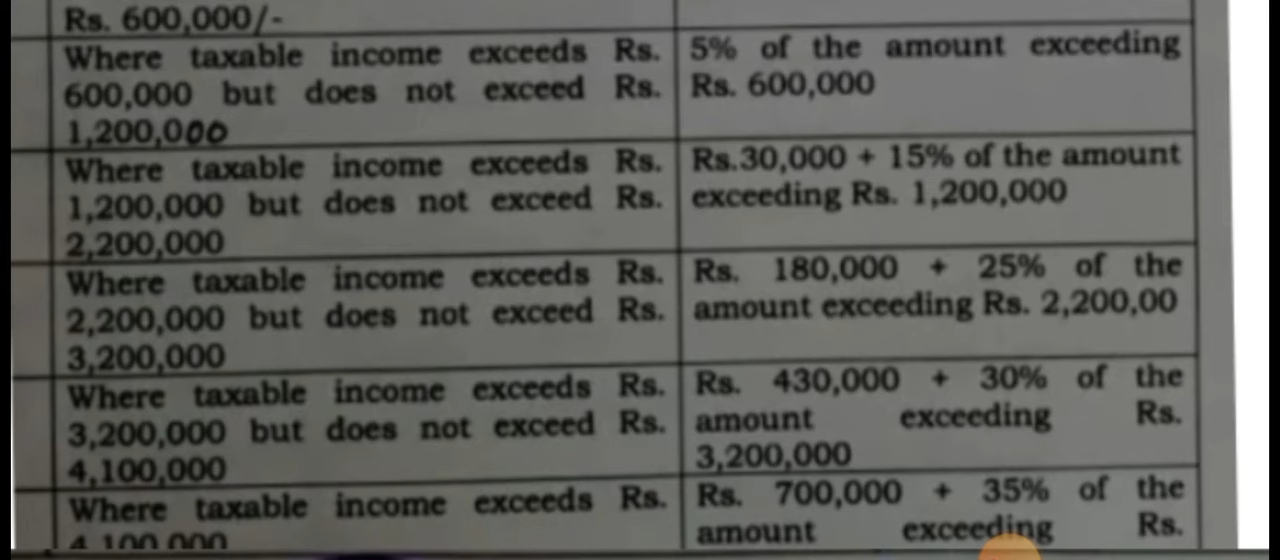 Rs. 600,000/-
Where taxable income exceeds Rs.
600,000 but does not exceed Rs.
1,200,000
5% of the amount exceeding
Rs. 600,000
Where taxable income exceeds Rs.
1,200,000 but does not exceed Rs.
2,200,000
Rs.30,000 + 15% of the amount
exceeding Rs. 1,200,000
Where taxable income exceeds Rs.
2,200,000 but does not exceed Rs.
3,200,000
Rs. 180,000 + 25% of the
amount exceeding Rs. 2,200,00
Where taxable income exceeds Rs.
3,200,000 but does not exceed Rs.
4,100,000
Rs. 430,000 + 30% of the
amount exceeding Rs.
3,200,000
Where taxable income exceeds Rs.
4,100,000
Rs. 700,000 + 35% of the
amount exceeding Rs.